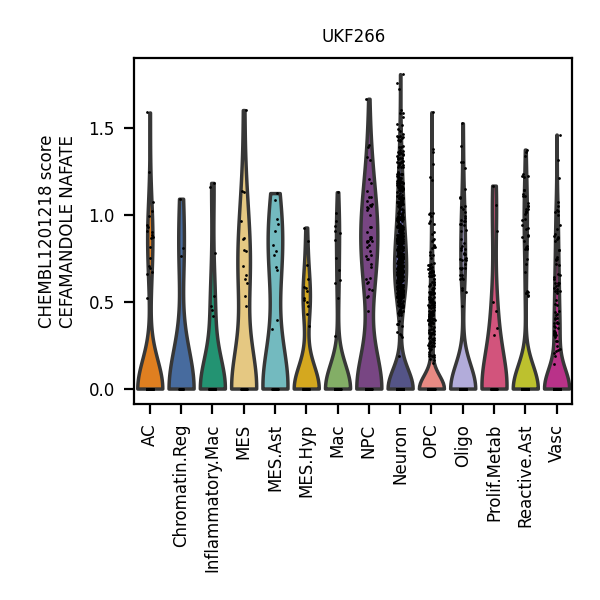 UKF266
CHEMBL1201218 score
CEFAMANDOLE NAFATE
1.5
1.0
0.5
0.0
AC
Chromatin.Reg
Inflammatory.Mac
MES
MES.Ast
MES.Hyp
Mac
NPC
Neuron
OPC
Oligo
Prolif.Metab
Reactive.Ast
Vasc